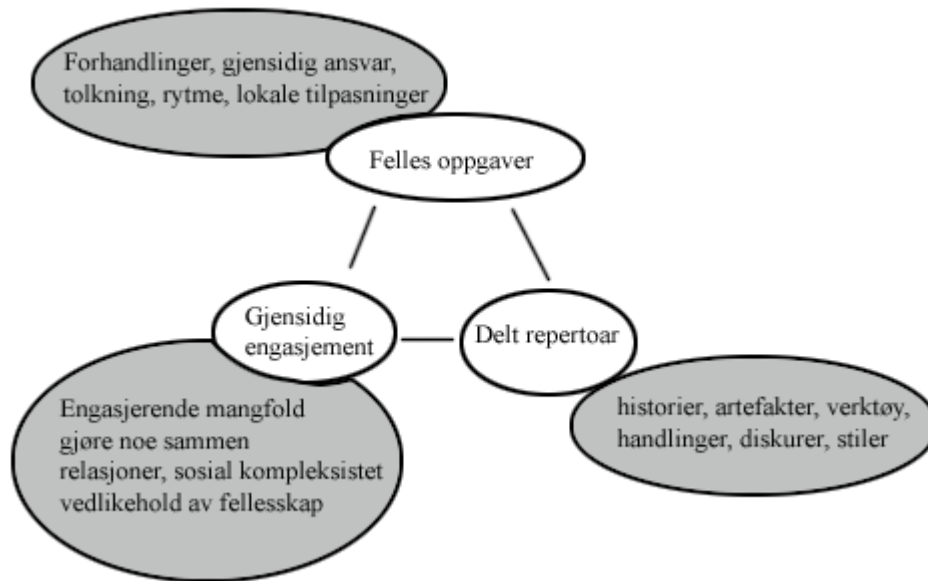 Forhandlinger, gjensidig ansvar,
tolkning, rytme, lokale tilpasninger
Felles oppgaver
Gjensidig
engasjement
Delt repertoar
Engasjerende mangfold
gjøre noe sammen
relasjoner, sosial kompleksistet
vedlikehold av fellesskap
historier, artefakter, verktøy,
handlinger, diskurer, stiler